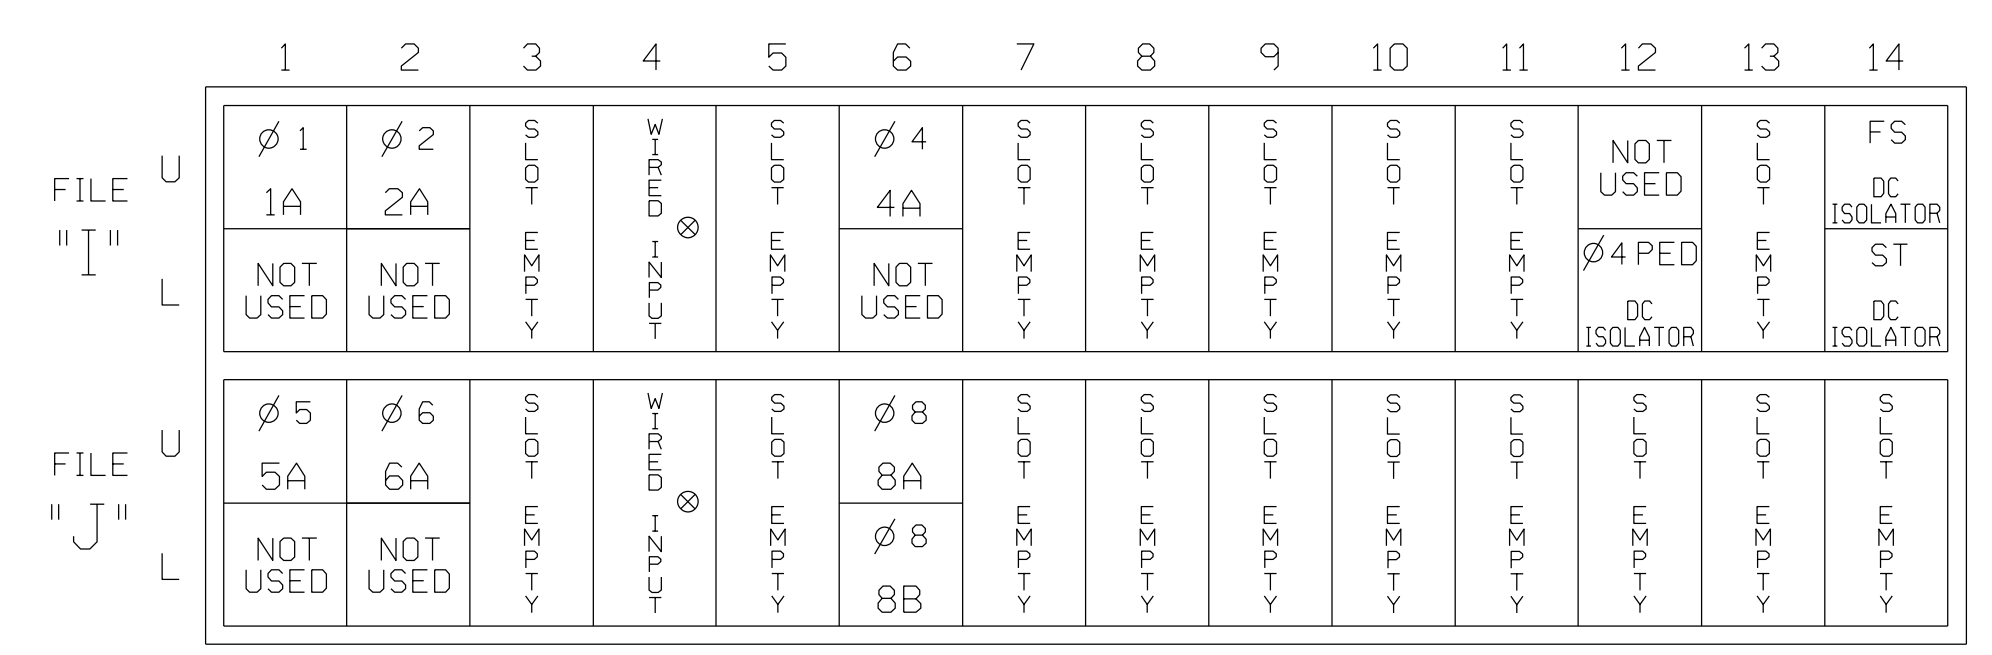 1 2 3 4 5 6 7 8 9 10 11 12 13 14
FILE
"I"
U
L
Ø 1
1A
NOT
USED
Ø 2
2A
NOT
USED
SLOT EMPTY
WIRED INPUT
SLOT EMPTY
Ø 4
4A
NOT
USED
SLOT EMPTY
SLOT EMPTY
SLOT EMPTY
SLOT EMPTY
SLOT EMPTY
NOT
USED
Ø 4 PED
DC
ISOLATOR
SLOT EMPTY
FS
DC
ISOLATOR
ST
DC
ISOLATOR
FILE
"J"
U
L
Ø 5
5A
NOT
USED
Ø 6
6A
NOT
USED
SLOT EMPTY
WIRED INPUT
SLOT EMPTY
Ø 8
8A
Ø 8
8B
SLOT EMPTY
SLOT EMPTY
SLOT EMPTY
SLOT EMPTY
SLOT EMPTY
SLOT EMPTY
SLOT EMPTY
SLOT EMPTY